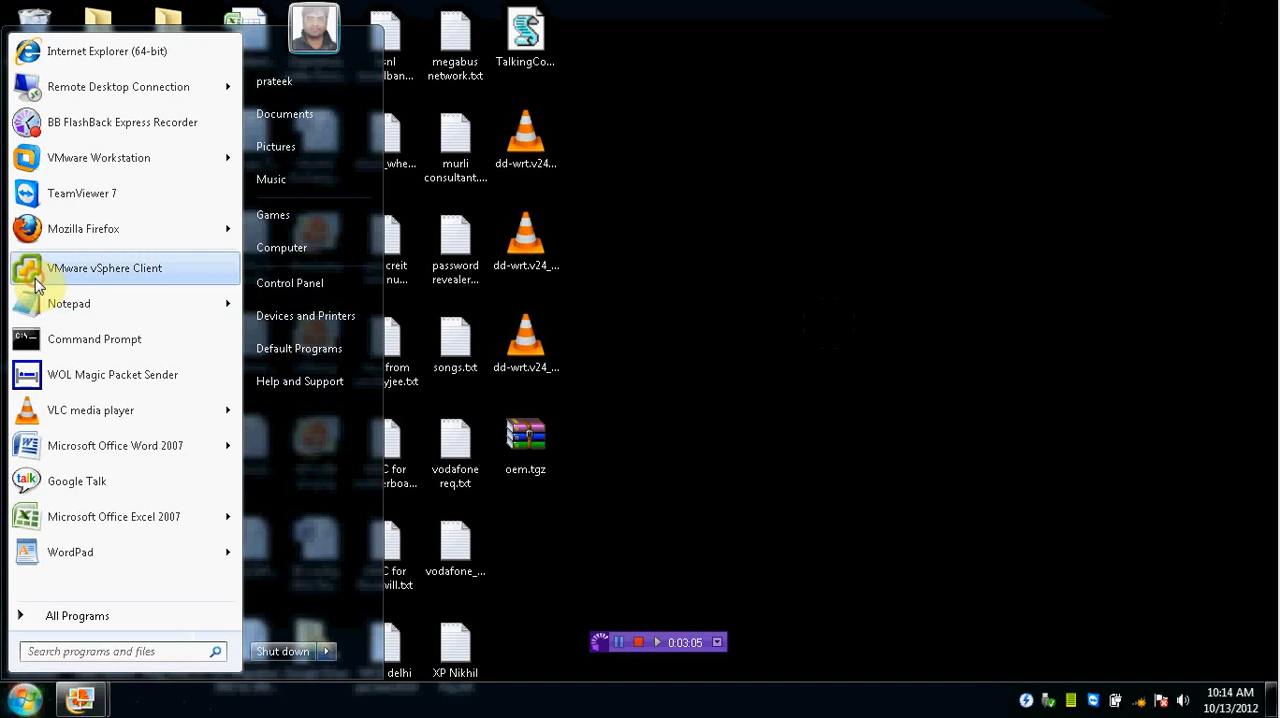 Internet Explorer (64-bit)
Remote Desktop Connection
BB FlashBack Express Recorder
VMware Workstation
TeamViewer 7
Mozilla Firefox
VMware vSphere Client
Notepad
Command Prompt
WOL Magic Packet Sender
VLC media player
Microsoft Office Word 2007
Google Talk
Microsoft Office Excel 2007
WordPad
All Programs
Search programs and files
prateek
Documents
Pictures
Music
Games
Computer
Control Panel
Devices and Printers
Default Programs
Help and Support
Shut down
snl
lban...
_whe...
creit
nu...
from
yjee.txt
C for
erboa...
C for
will.txt
delhi
megabus
network.txt
murli
consultant....
password
revealer...
songs.txt
vodafone
req.txt
vodafone_...
XP Nikhil
TalkingCo...
dd-wrt.v24...
dd-wrt.v24_...
dd-wrt.v24_...
oem.tgz
0:03:05
10:14 AM
10/13/2012